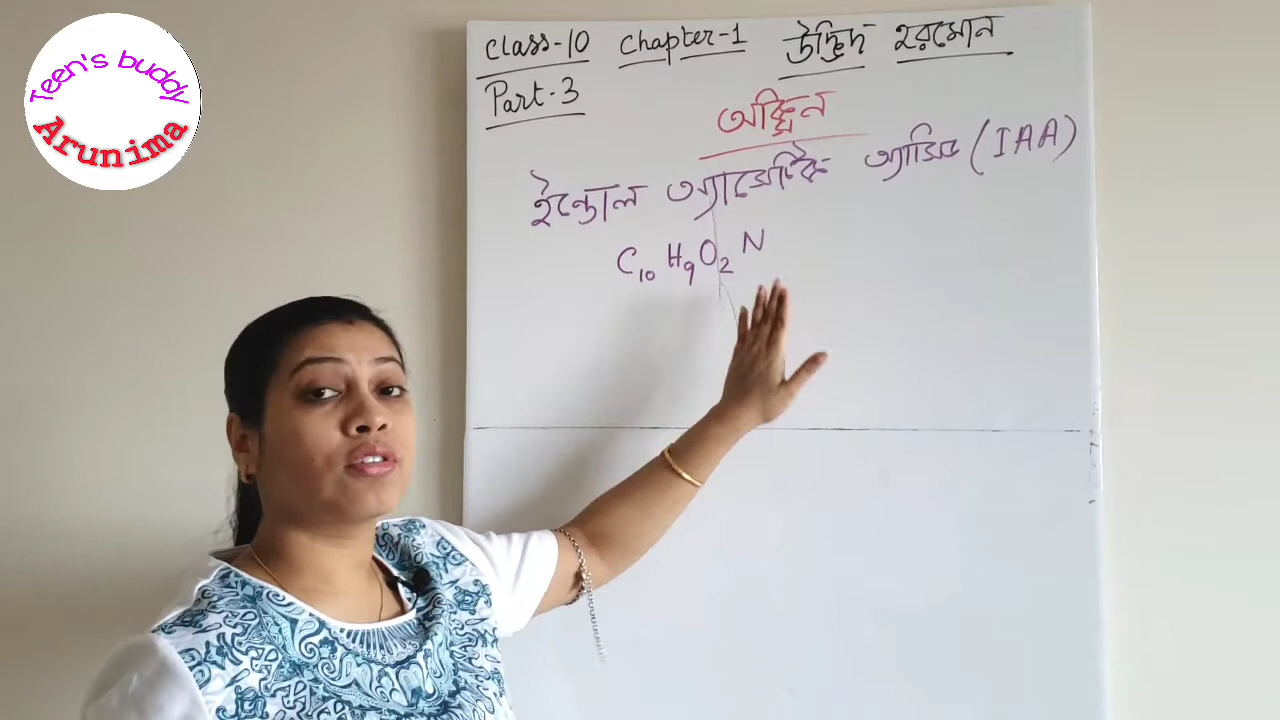 Teen's buddy
Arunima
Class-10 Chapter-1 উদ্ভিদ হরমোন
Part-3
অক্সিন
ইন্ডোল অ্যাসেটিক অ্যাসিড (IAA)
C₁₀ H₉ O₂ N